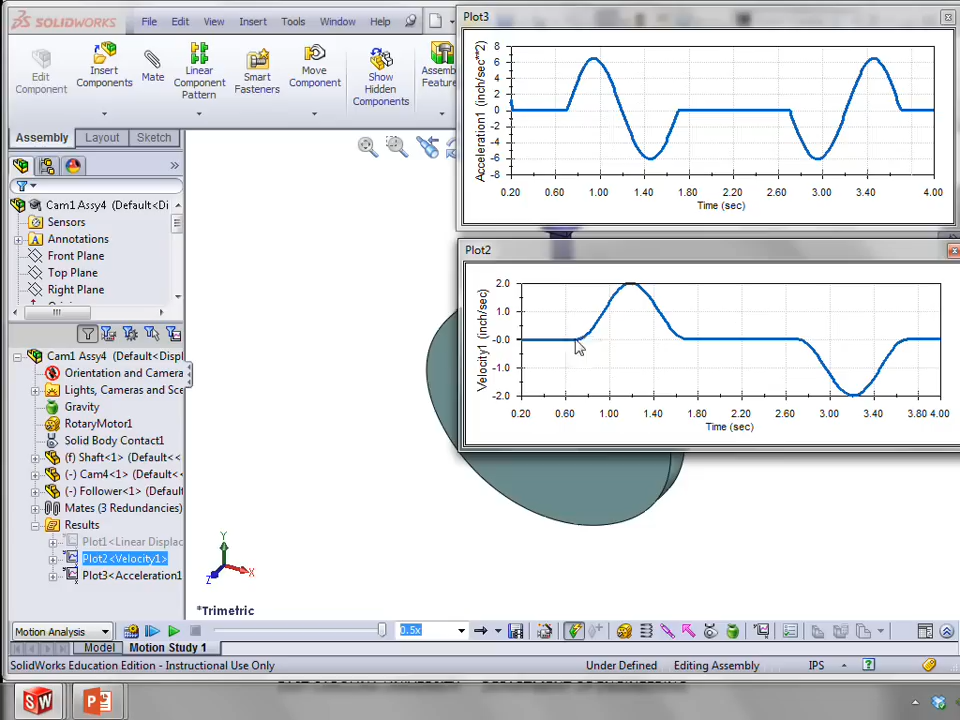 SOLIDWORKS
File Edit View Insert Tools Window Help
Edit Component
Insert Components
Mate
Linear Component Pattern
Smart Fasteners
Move Component
Show Hidden Components
Assemb Feature
Assembly Layout Sketch
Cam1 Assy4 (Default<Di
Sensors
Annotations
Front Plane
Top Plane
Right Plane
Cam1 Assy4 (Default<Displ
Orientation and Camera
Lights, Cameras and Sce
Gravity
RotaryMotor1
Solid Body Contact1
(f) Shaft<1> (Default<<
(-) Cam4<1> (Default<
(-) Follower<1> (Default
Mates (3 Redundancies)
Results
Plot1<Linear Displac
Plot2<Velocity1>
Plot3<Acceleration1
Plot3
Acceleration1 (inch/sec**2)
8
6
4
2
0
-2
-4
-6
-8
0.20 0.60 1.00 1.40 1.80 2.20 2.60 3.00 3.40 4.00
Time (sec)
Plot2
Velocity1 (inch/sec)
2.0
1.0
-0.0
-1.0
-2.0
0.20 0.60 1.00 1.40 1.80 2.20 2.60 3.00 3.40 3.80 4.00
Time (sec)
Y
X
Z
*Trimetric
Motion Analysis
0.5x
Model Motion Study 1
SolidWorks Education Edition - Instructional Use Only
Under Defined Editing Assembly IPS
SW